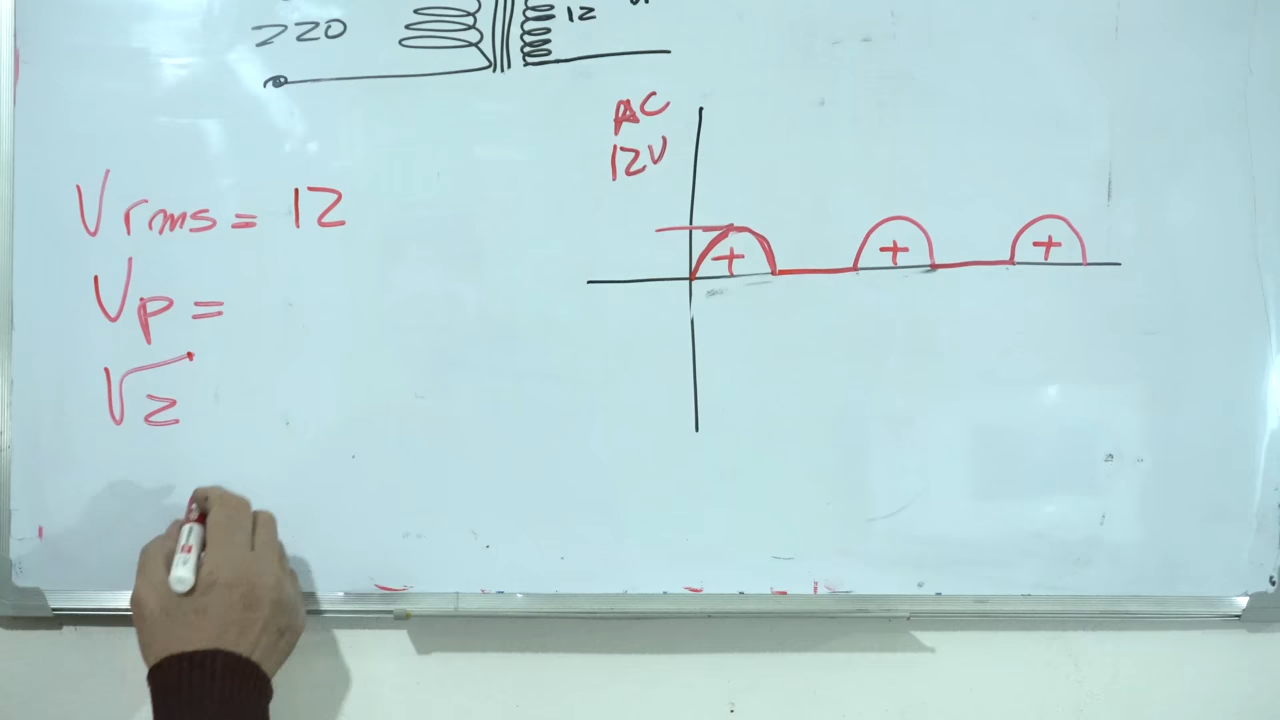 220
12
AC
12V
Vrms = 12
Vp =
√2
+ + +